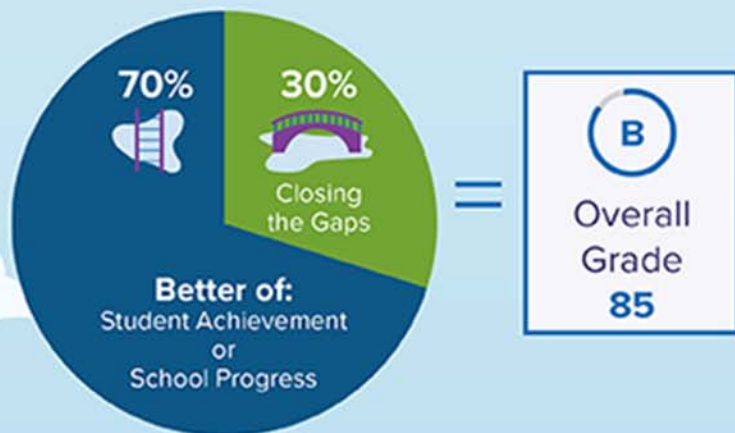 70%
30%
Closing
the Gaps
Better of:
Student Achievement
or
School Progress
=
B
Overall
Grade
85